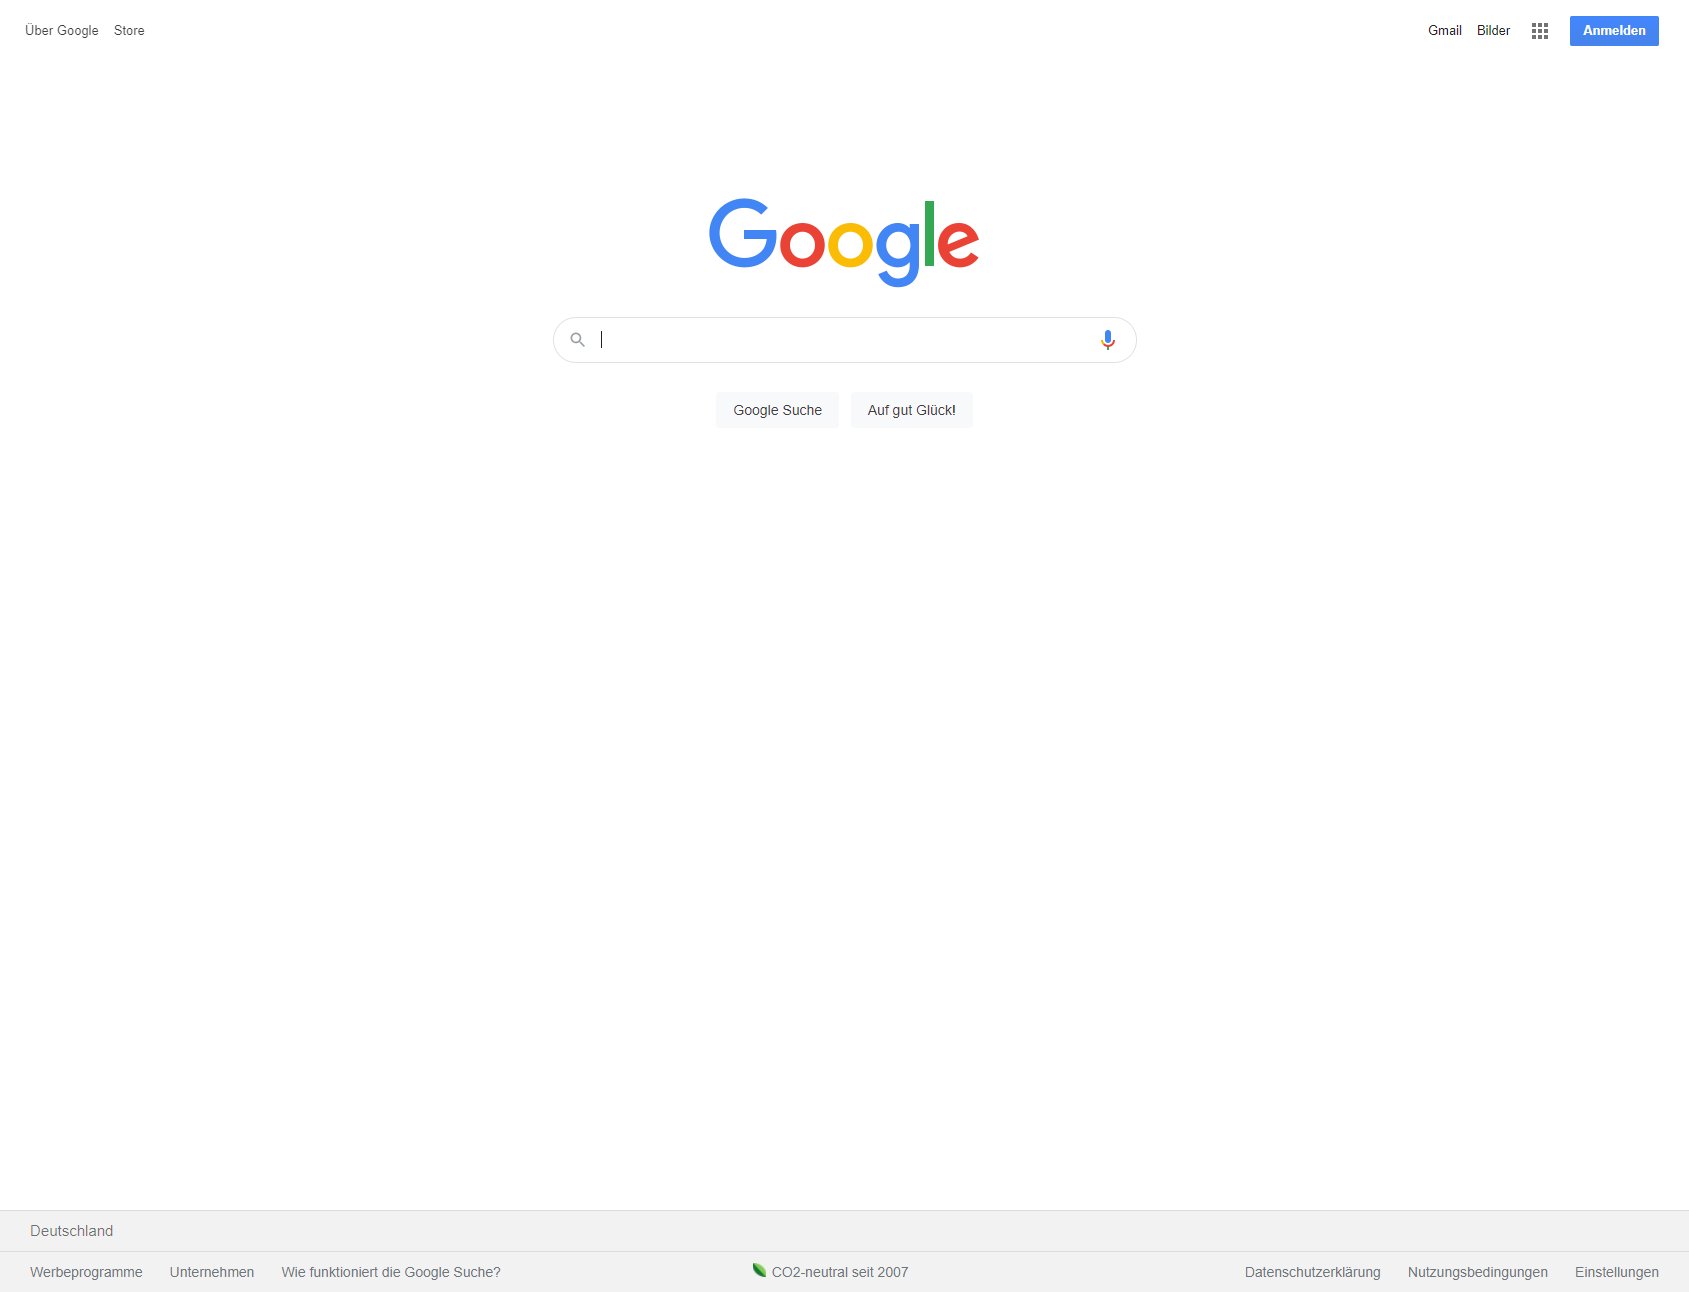 Über Google Store Gmail Bilder Anmelden
Google
Google Suche Auf gut Glück!
Deutschland
Werbeprogramme Unternehmen Wie funktioniert die Google Suche? CO2-neutral seit 2007 Datenschutzerklärung Nutzungsbedingungen Einstellungen